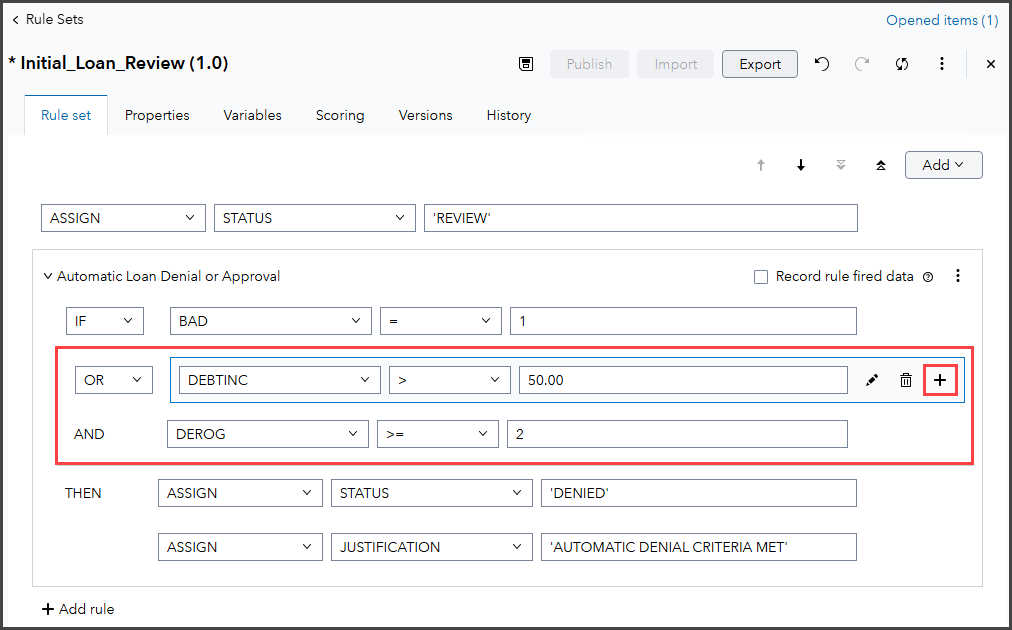 Rule Sets Opened items (1)
* Initial_Loan_Review (1.0) Publish Import Export
Rule set Properties Variables Scoring Versions History
Add
ASSIGN STATUS 'REVIEW'
Automatic Loan Denial or Approval Record rule fired data
IF BAD = 1
OR DEBTINC > 50.00
AND DEROG >= 2
THEN ASSIGN STATUS 'DENIED'
ASSIGN JUSTIFICATION 'AUTOMATIC DENIAL CRITERIA MET'
Add rule